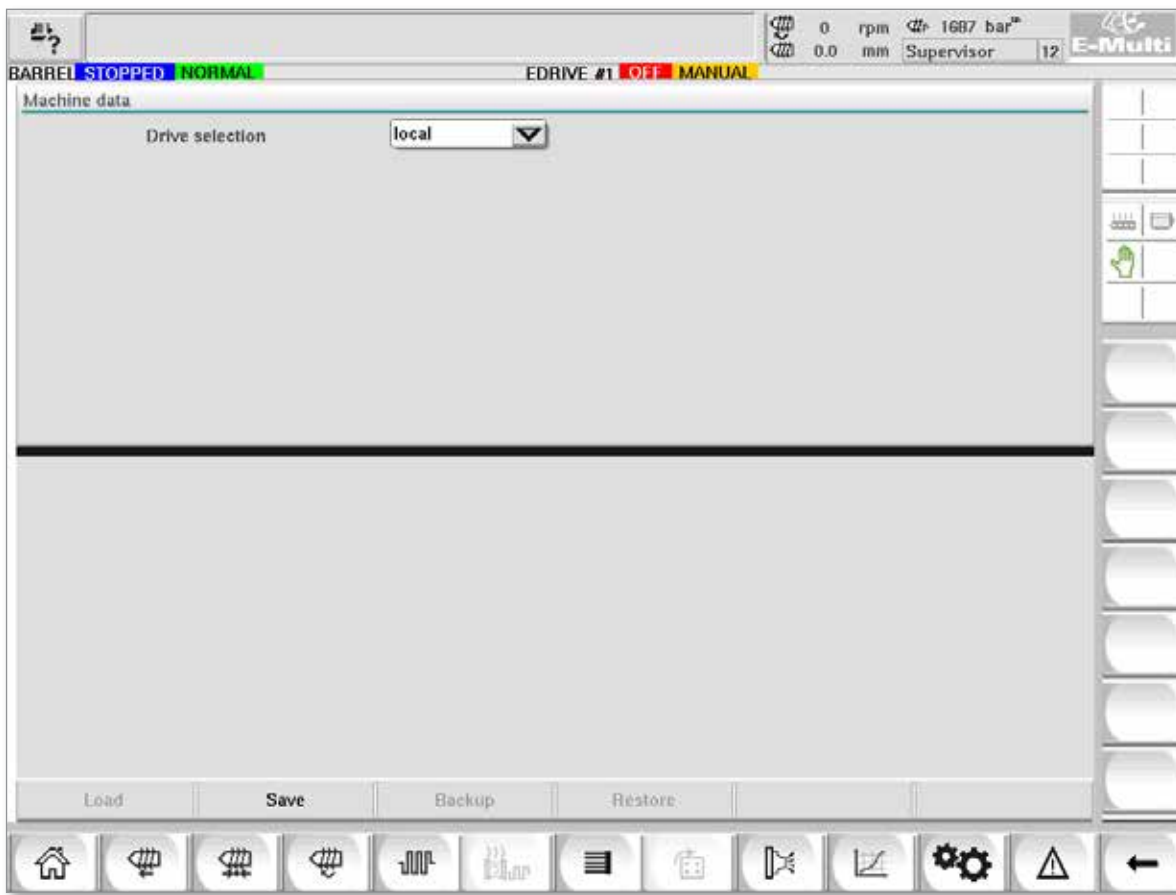 ?
0 rpm 1687 bar
0.0 mm Supervisor 12
E-Multi
BARREL STOPPED NORMAL EDRIVE #1 OFF MANUAL
Machine data
Drive selection local
Load Save Backup Restore